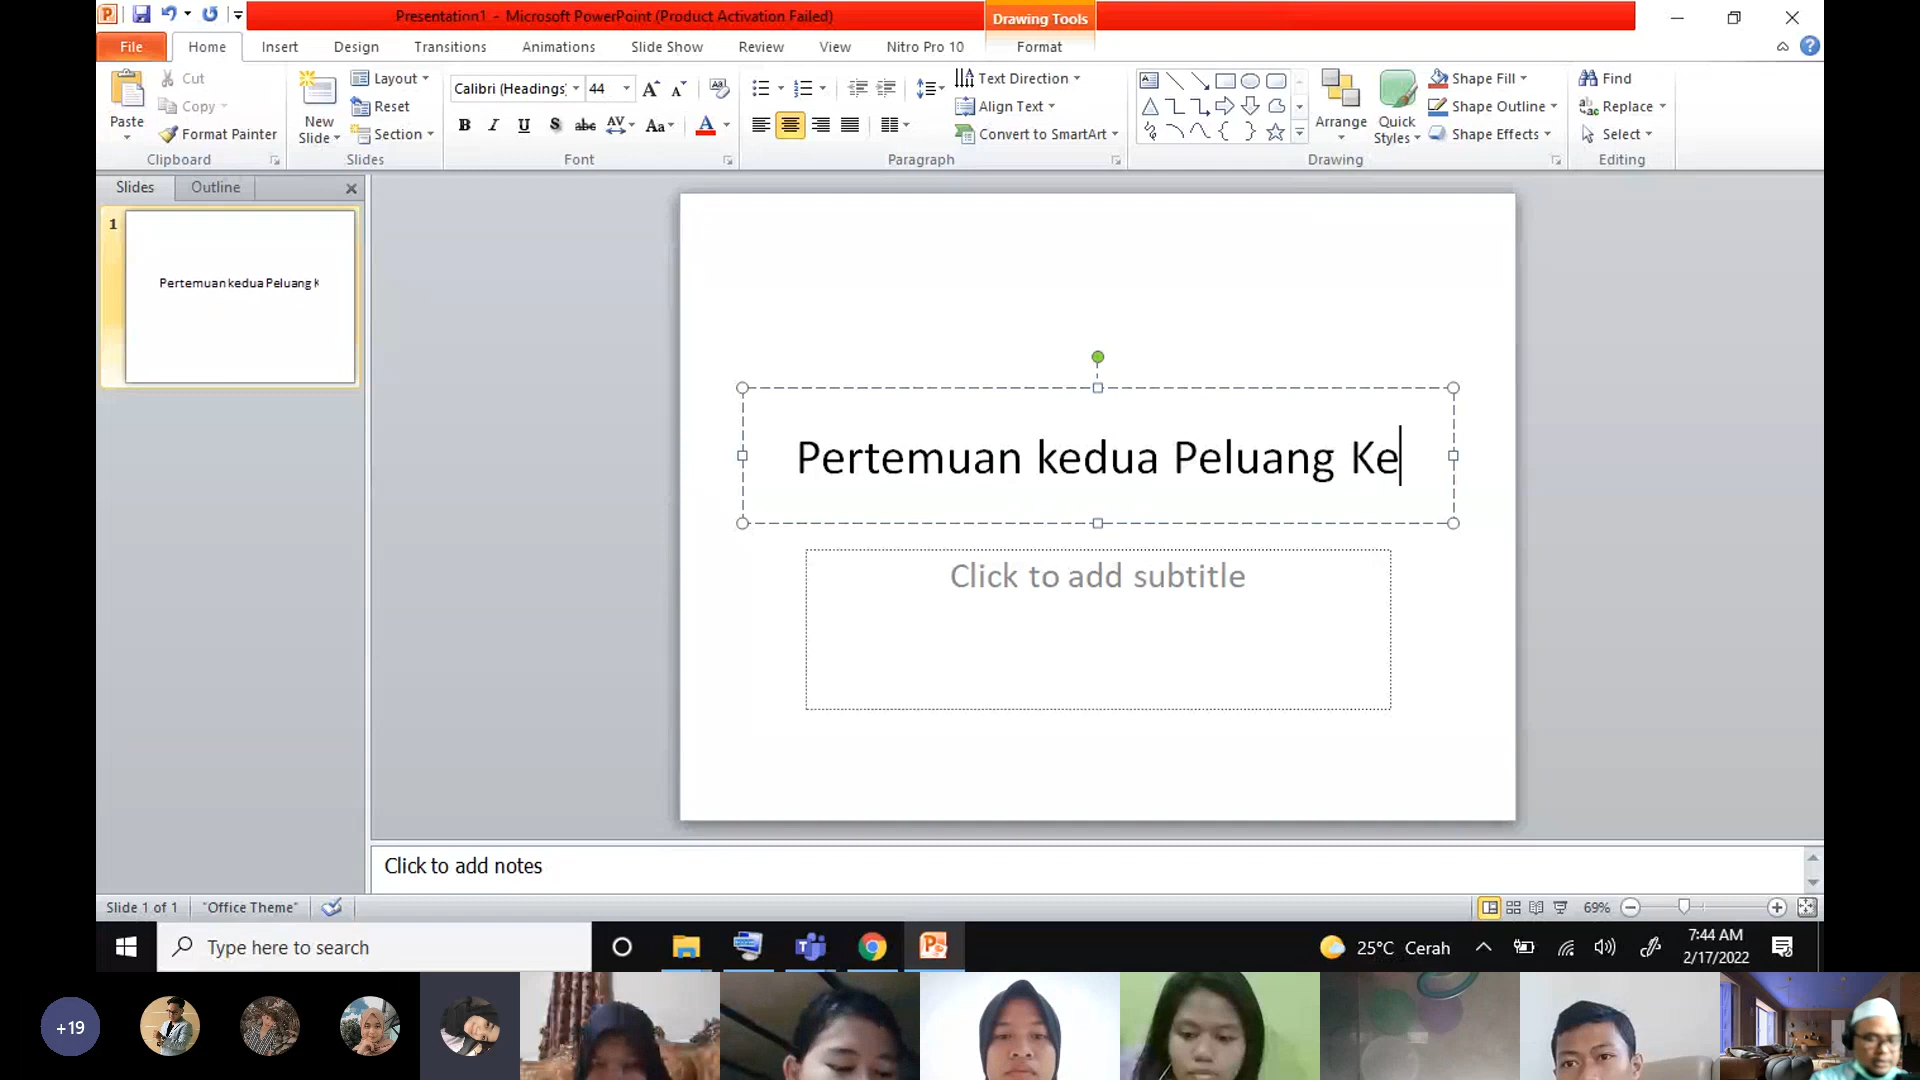 Presentation1 - Microsoft PowerPoint (Product Activation Failed)
Drawing Tools
File
Home
Insert
Design
Transitions
Animations
Slide Show
Review
View
Nitro Pro 10
Format
Paste
Cut
Copy
Format Painter
Clipboard
New
Slide
Layout
Reset
Section
Slides
Calibri (Headings)
44
Font
Text Direction
Align Text
Convert to SmartArt
Paragraph
Arrange
Quick
Styles
Shape Fill
Shape Outline
Shape Effects
Drawing
Find
Replace
Select
Editing
Slides
Outline
1
Pertemuan kedua Peluang K
Pertemuan kedua Peluang Ke
Click to add subtitle
Click to add notes
Slide 1 of 1
"Office Theme"
69%
Type here to search
25°C Cerah
7:44 AM
2/17/2022
+19